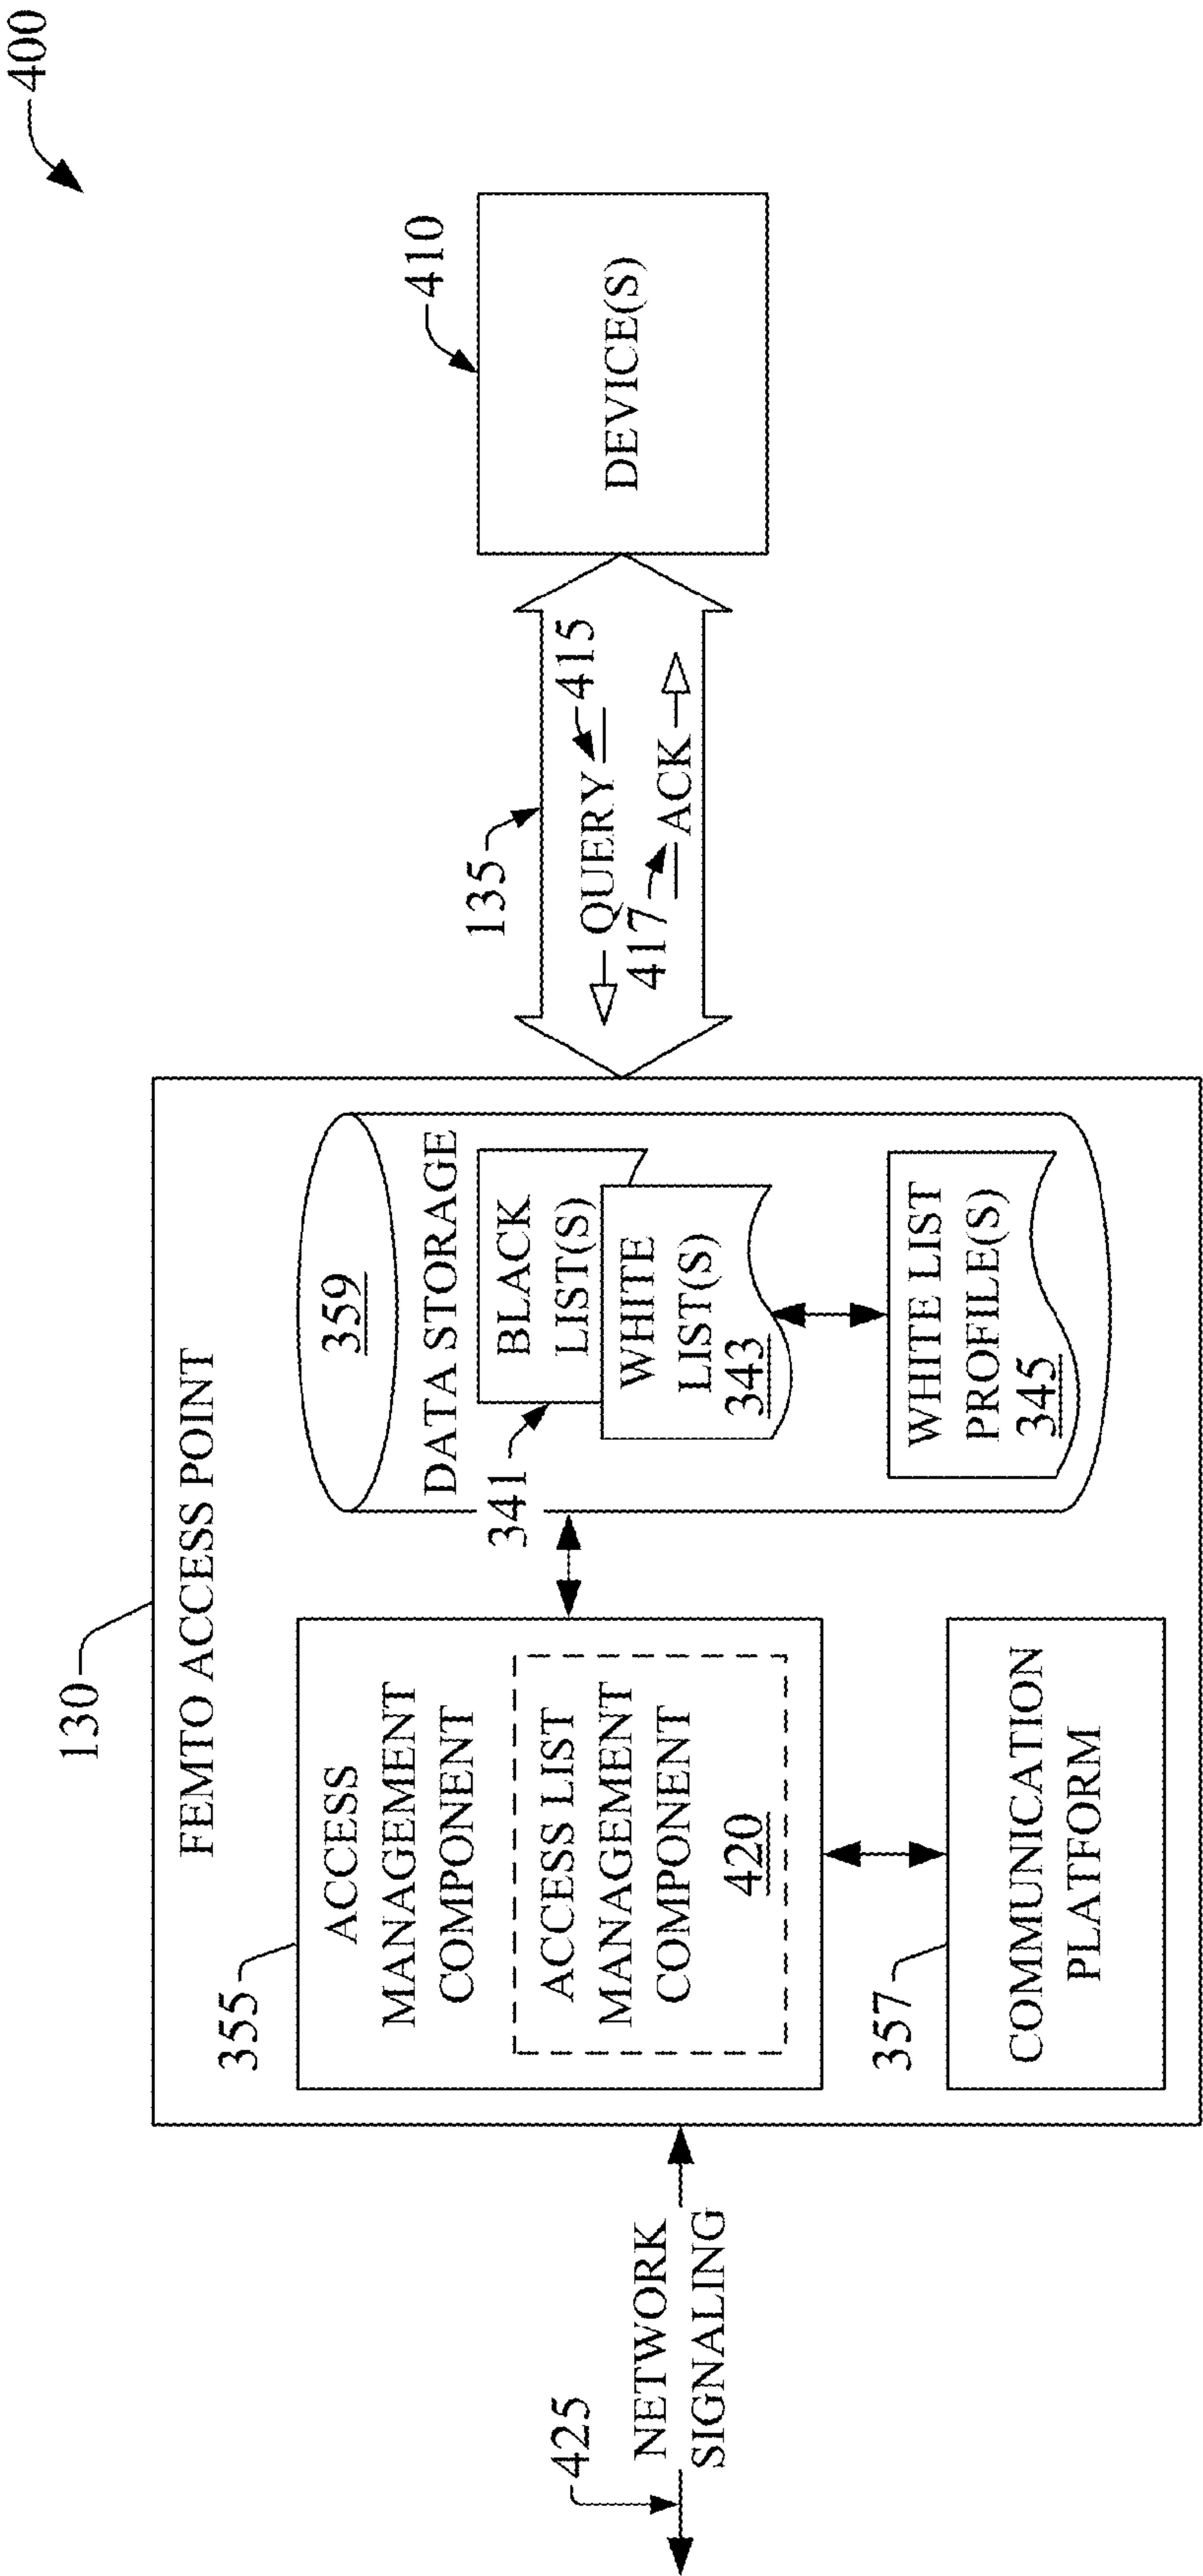 400
130
FEMTO ACCESS POINT
355
ACCESS
MANAGEMENT
COMPONENT
ACCESS LIST
MANAGEMENT
COMPONENT
420
357
COMMUNICATION
PLATFORM
359
DATA STORAGE
341
BLACK
LIST(S)
WHITE
LIST(S)
343
WHITE LIST
PROFILE(S)
345
425
NETWORK
SIGNALING
135
QUERY 415
417 ACK
410
DEVICE(S)